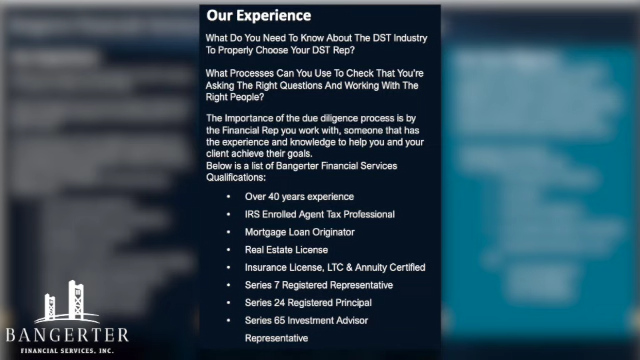 Our Experience
What Do You Need To Know About The DST Industry
To Properly Choose Your DST Rep?
What Processes Can You Use To Check That You're
Asking The Right Questions And Working With The
Right People?
The Importance of the due diligence process is by
the Financial Rep you work with, someone that has
the experience and knowledge to help you and your
client achieve their goals.
Below is a list of Bangerter Financial Services
Qualifications:
• Over 40 years experience
• IRS Enrolled Agent Tax Professional
• Mortgage Loan Originator
• Real Estate License
• Insurance License, LTC & Annuity Certified
• Series 7 Registered Representative
• Series 24 Registered Principal
• Series 65 Investment Advisor
Representative
BANGERTER
FINANCIAL SERVICES, INC.